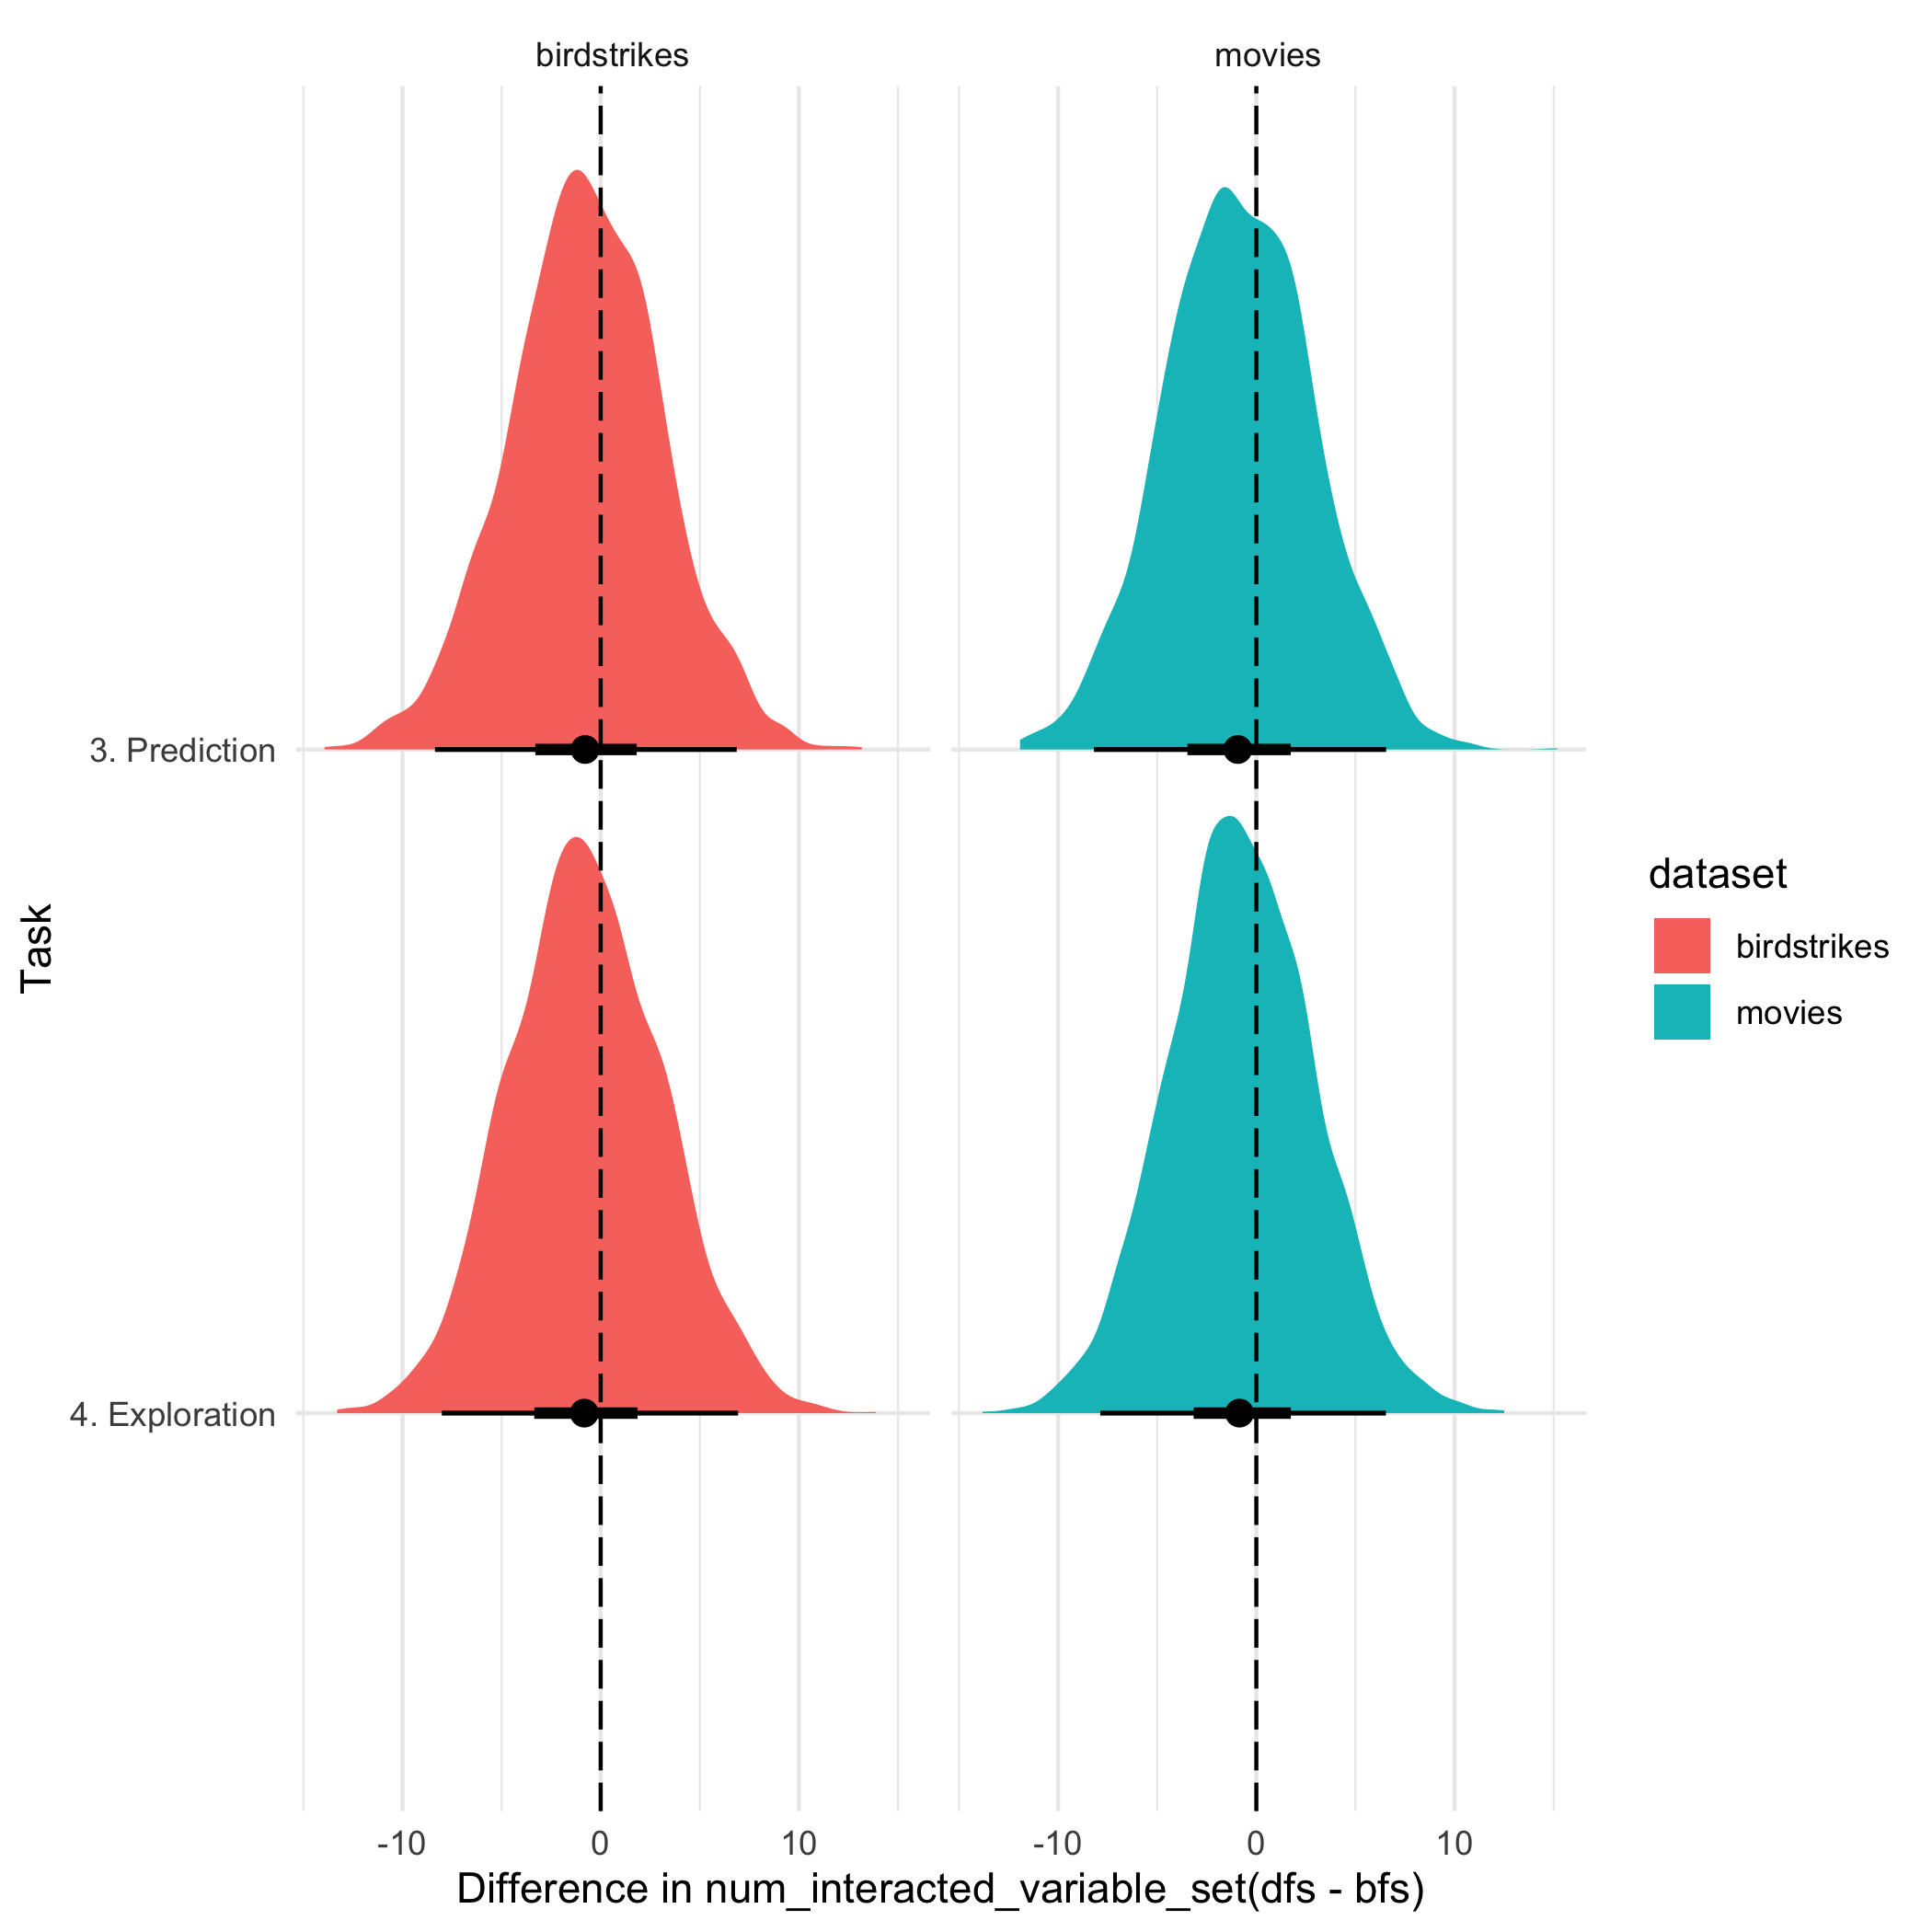 birdstrikes
movies
3. Prediction
4. Exploration
Task
-10
0
10
-10
0
10
Difference in num_interacted_variable_set(dfs - bfs)
dataset
birdstrikes
movies